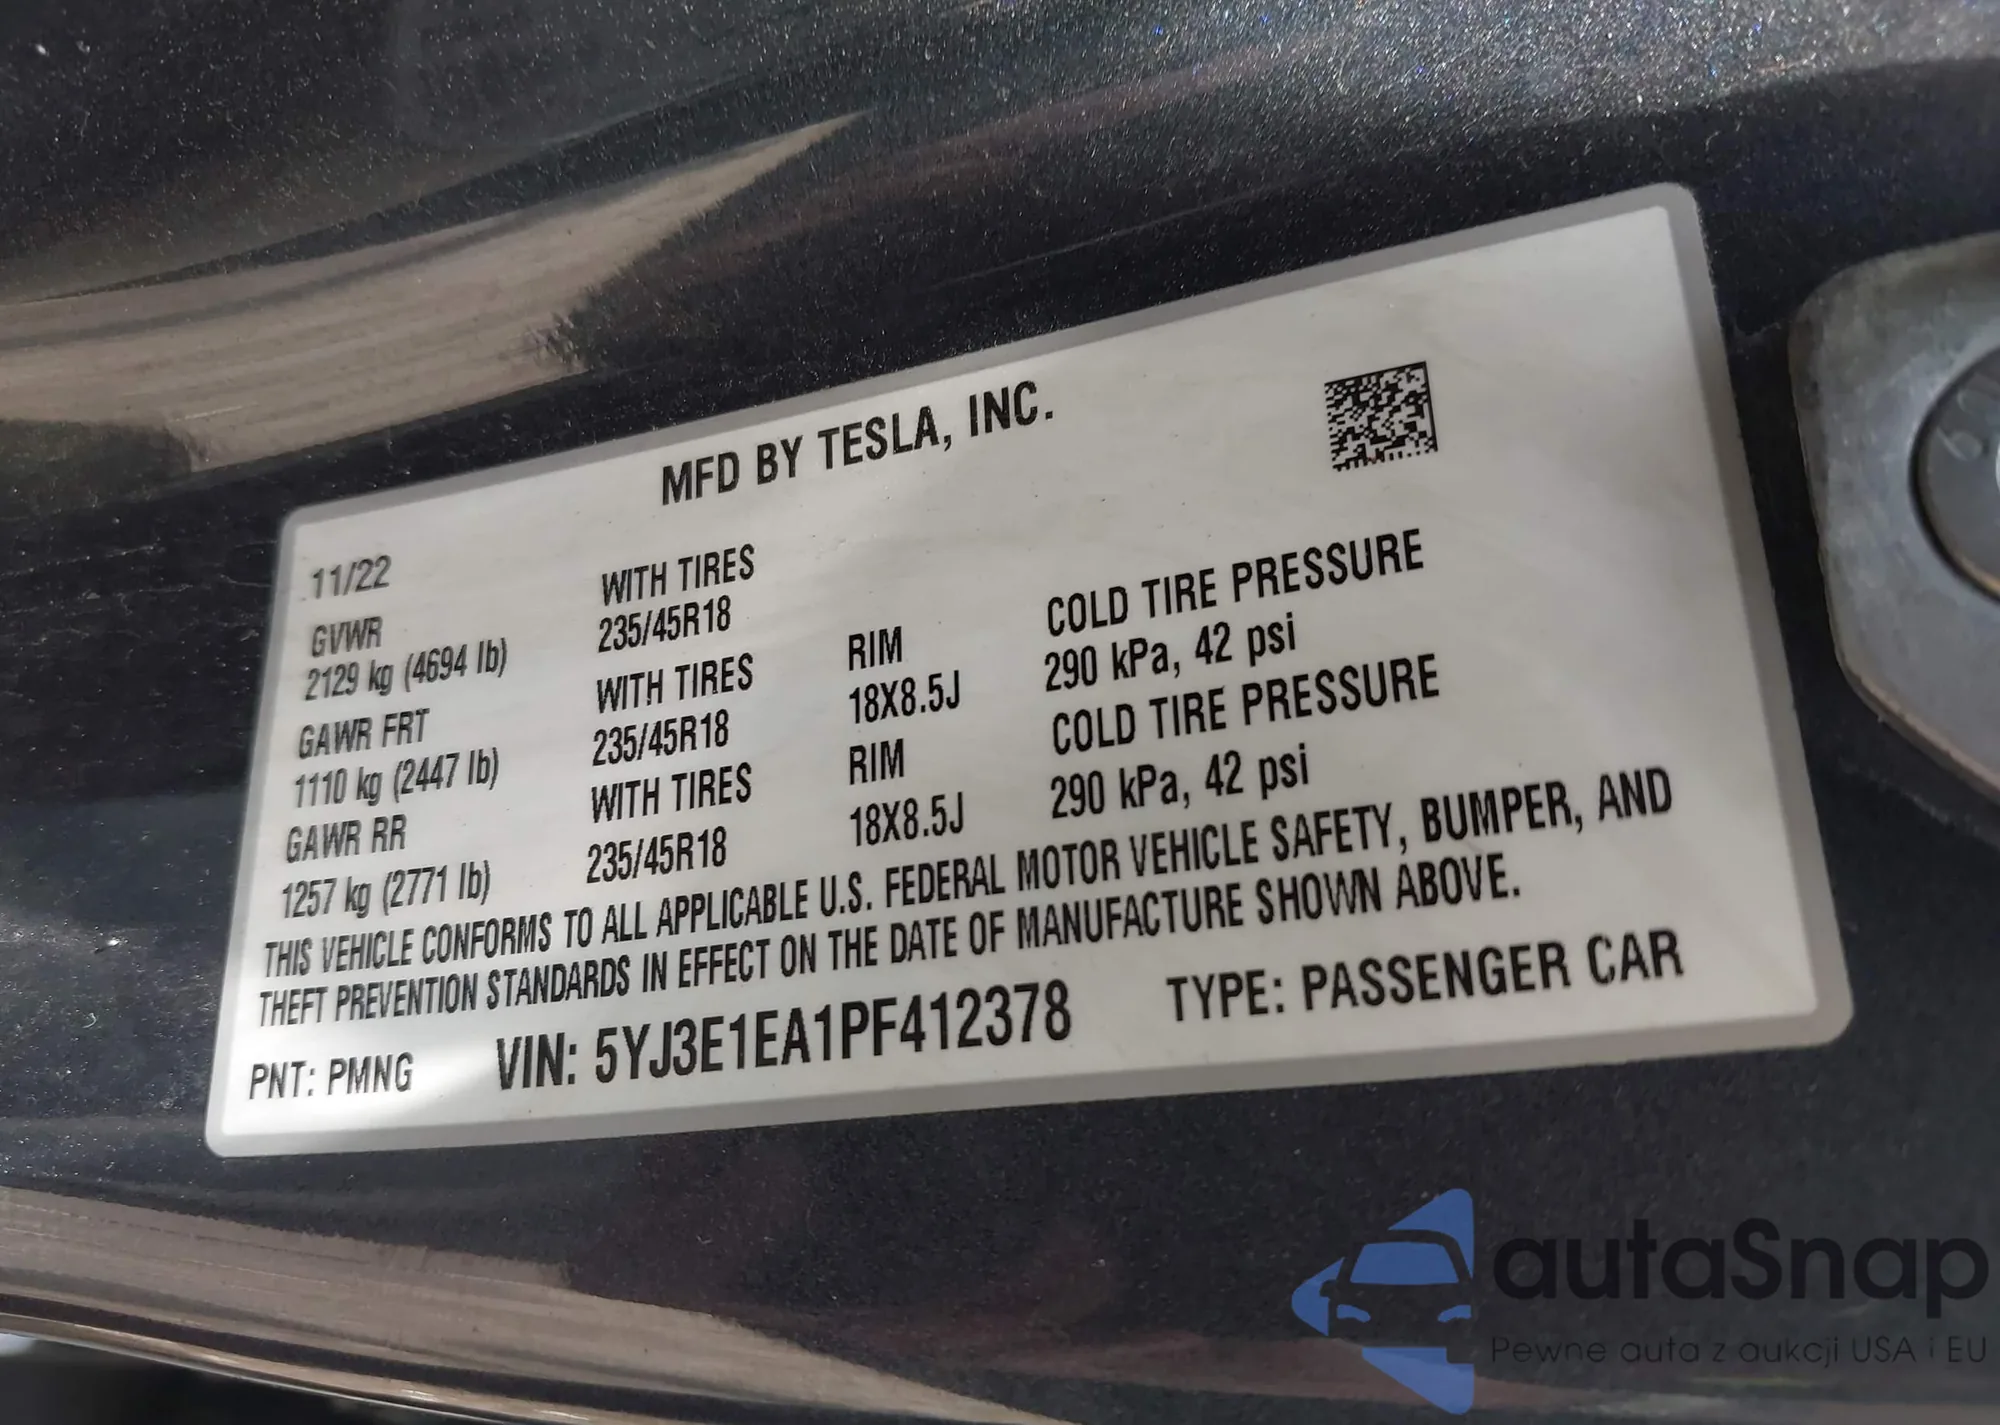 MFD BY TESLA, INC.
11/22
GVWR WITH TIRES
2129 kg (4694 lb) 235/45R18
GAWR FRT WITH TIRES RIM COLD TIRE PRESSURE
1110 kg (2447 lb) 235/45R18 18X8.5J 290 kPa, 42 psi
GAWR RR WITH TIRES RIM COLD TIRE PRESSURE
1257 kg (2771 lb) 235/45R18 18X8.5J 290 kPa, 42 psi
THIS VEHICLE CONFORMS TO ALL APPLICABLE U.S. FEDERAL MOTOR VEHICLE SAFETY, BUMPER, AND
THEFT PREVENTION STANDARDS IN EFFECT ON THE DATE OF MANUFACTURE SHOWN ABOVE.
PNT: PMNG VIN: 5YJ3E1EA1PF412378 TYPE: PASSENGER CAR
autaSnap
Pewne auta z aukcji USA i EU